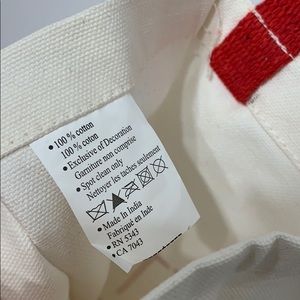 • 100 % cotton
100 % coton
• Exclusive of Decoration
Garniture non comprise
• Spot clean only
Nettoyer les taches seulement
• Made In India
Fabriqué en Inde
• RN 5343
• CA 7043